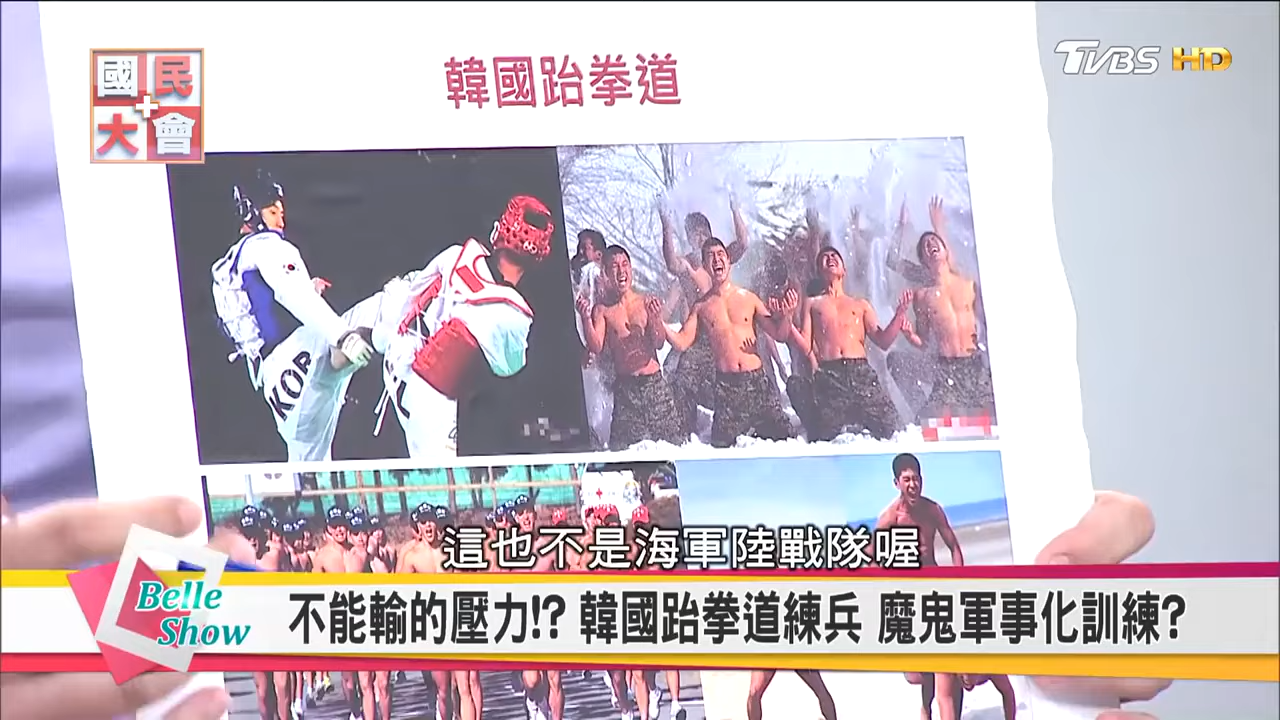 國民
大會
TVBS HD
韓國跆拳道
KOR
這也不是海軍陸戰隊喔
Belle
Show
不能輸的壓力!? 韓國跆拳道練兵 魔鬼軍事化訓練?